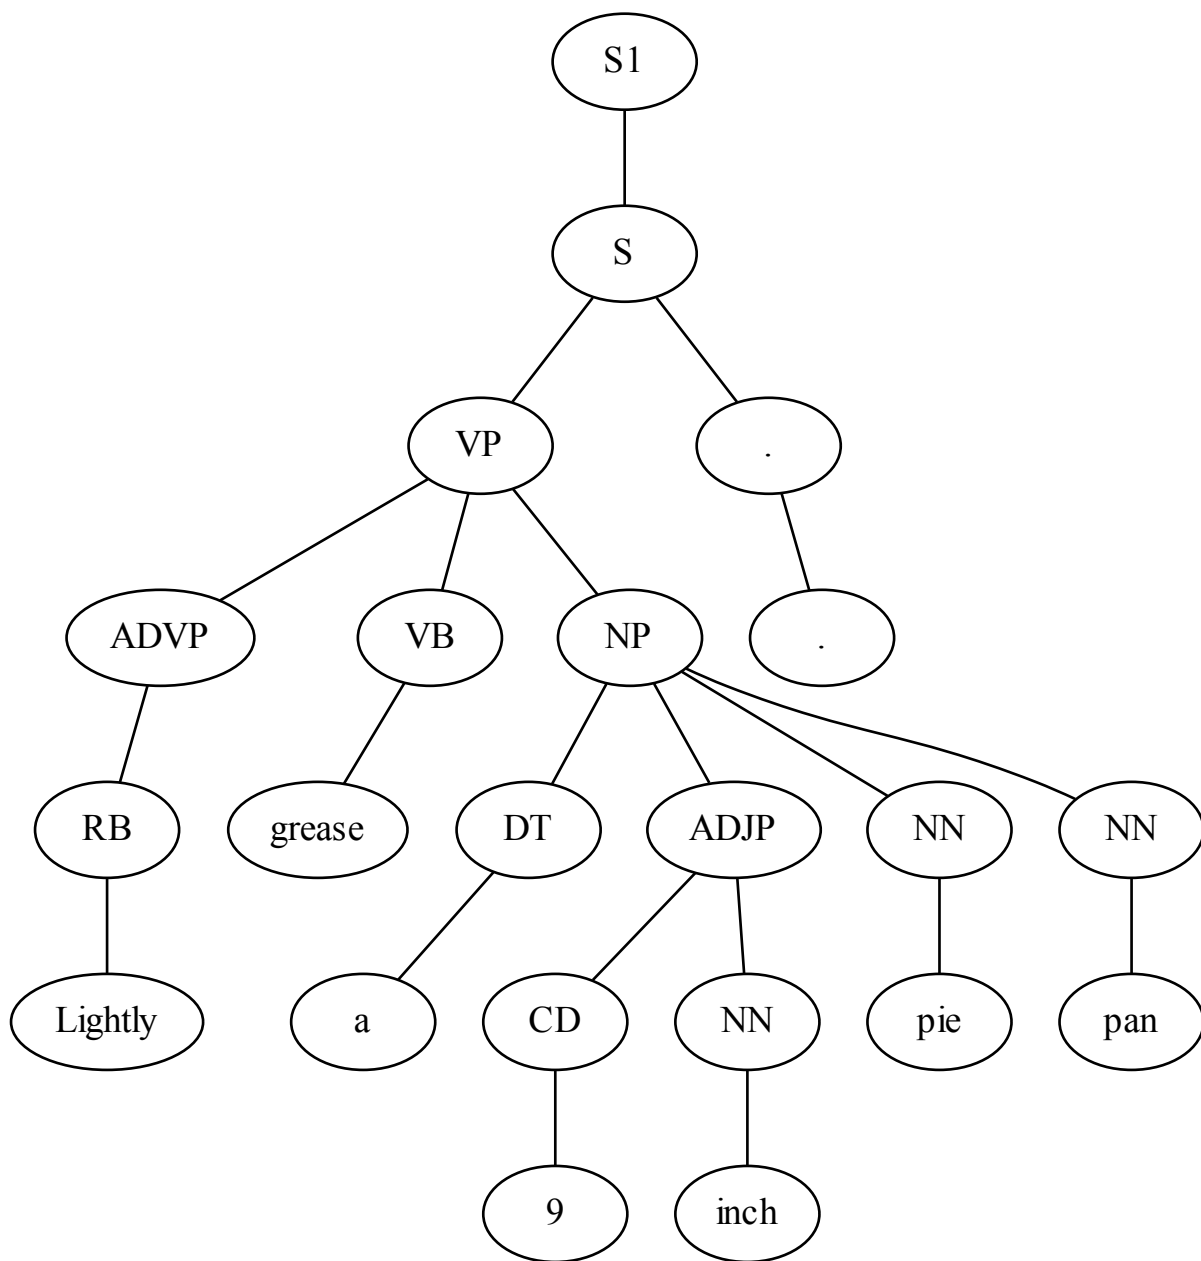 S1
S
VP .
ADVP VB NP .
RB grease DT ADJP NN NN
Lightly a CD NN pie pan
9 inch